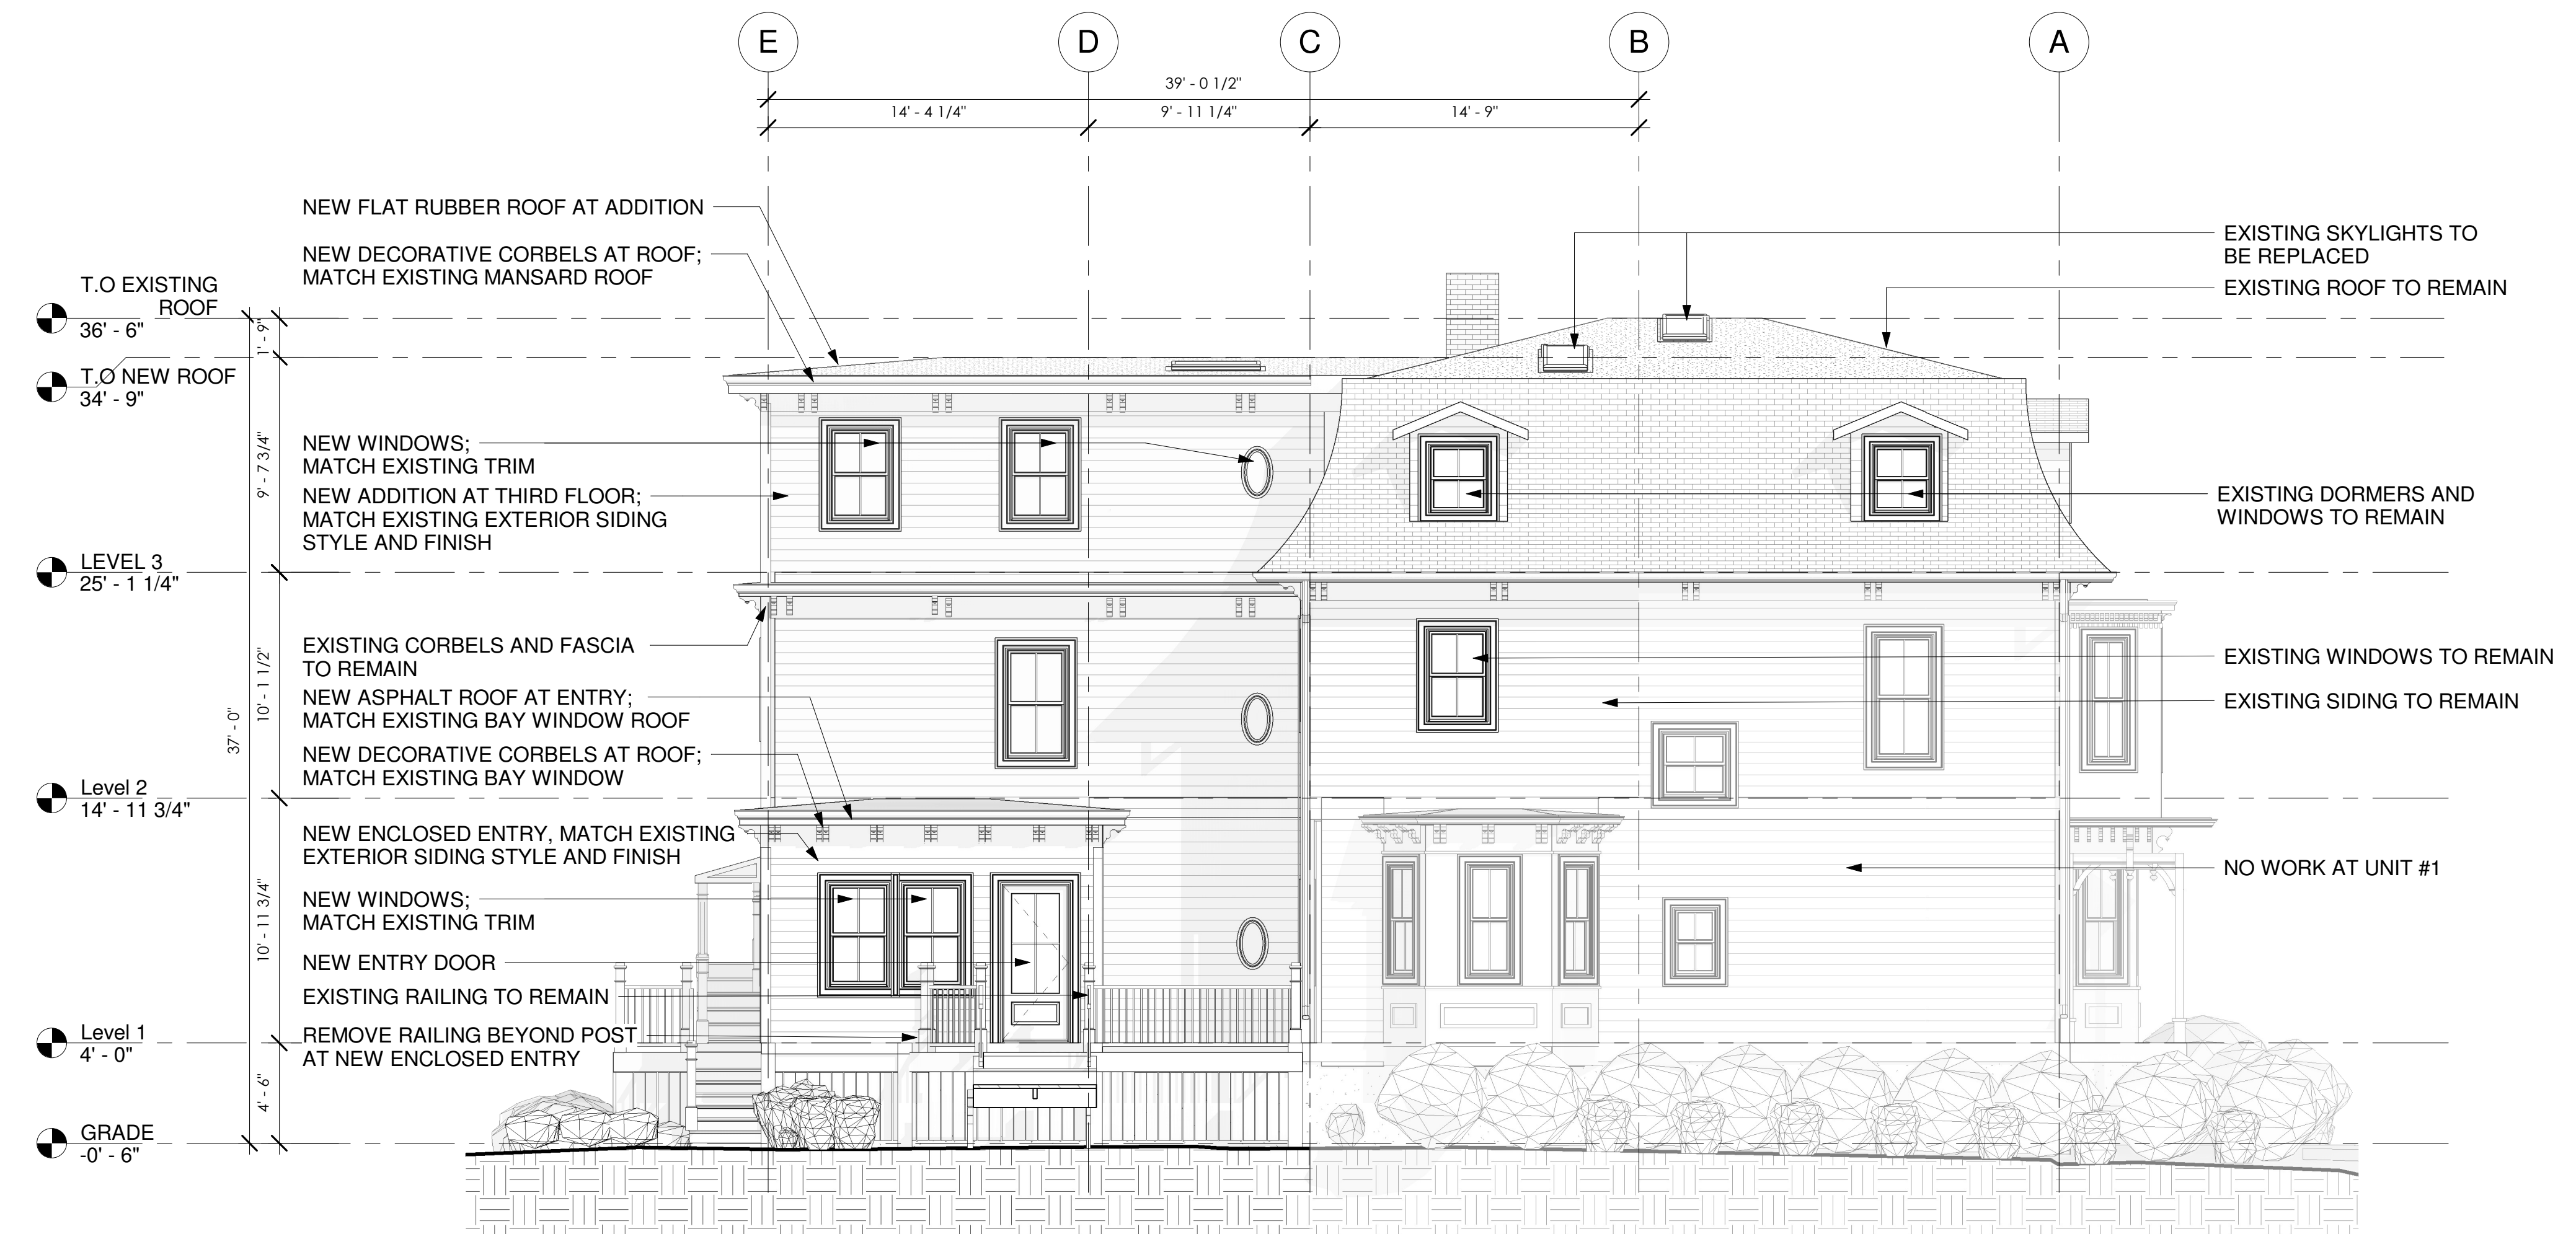 E
D
C
B
A
39' - 0 1/2"
14' - 4 1/4"
9' - 11 1/4"
14' - 9"
NEW FLAT RUBBER ROOF AT ADDITION
NEW DECORATIVE CORBELS AT ROOF;
MATCH EXISTING MANSARD ROOF
T.O EXISTING
ROOF
36' - 6"
T.O NEW ROOF
34' - 9"
NEW WINDOWS;
MATCH EXISTING TRIM
NEW ADDITION AT THIRD FLOOR;
MATCH EXISTING EXTERIOR SIDING
STYLE AND FINISH
LEVEL 3
25' - 1 1/4"
EXISTING CORBELS AND FASCIA
TO REMAIN
NEW ASPHALT ROOF AT ENTRY;
MATCH EXISTING BAY WINDOW ROOF
NEW DECORATIVE CORBELS AT ROOF;
MATCH EXISTING BAY WINDOW
Level 2
14' - 11 3/4"
NEW ENCLOSED ENTRY, MATCH EXISTING
EXTERIOR SIDING STYLE AND FINISH
NEW WINDOWS;
MATCH EXISTING TRIM
NEW ENTRY DOOR
EXISTING RAILING TO REMAIN
REMOVE RAILING BEYOND POST
AT NEW ENCLOSED ENTRY
Level 1
4' - 0"
GRADE
-0' - 6"
1' - 9"
9' - 7 3/4"
10' - 1 1/2"
10' - 11 3/4"
4' - 6"
37' - 0"
EXISTING SKYLIGHTS TO
BE REPLACED
EXISTING ROOF TO REMAIN
EXISTING DORMERS AND
WINDOWS TO REMAIN
EXISTING WINDOWS TO REMAIN
EXISTING SIDING TO REMAIN
NO WORK AT UNIT #1